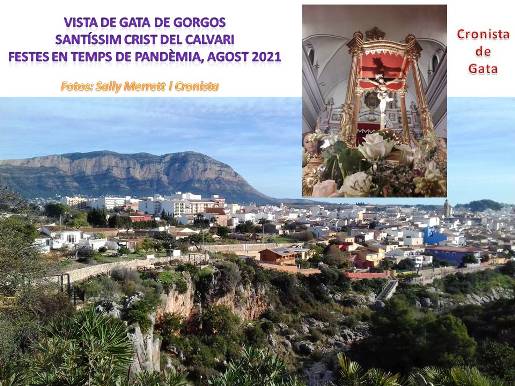 VISTA DE GATA DE GORGOS
SANTÍSSIM CRIST DEL CALVARI
FESTES EN TEMPS DE PANDÈMIA, AGOST 2021
Fotos: Sally Merrett i Cronista
Cronista
de
Gata